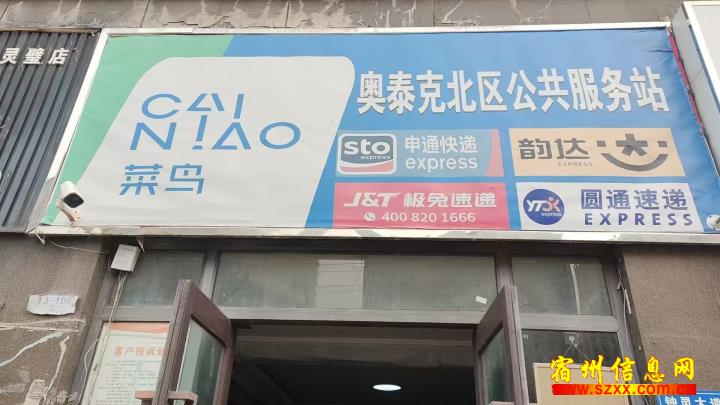 灵璧店
CAI
NIAO
菜鸟
奥泰克北区公共服务站
sto
express
申通快递
express
韵达
J&T 极兔速递
400 820 1666
YTO
express
圆通速递
EXPRESS
13-106
客户投诉处
宿州信息网
www.szxx.com.cn